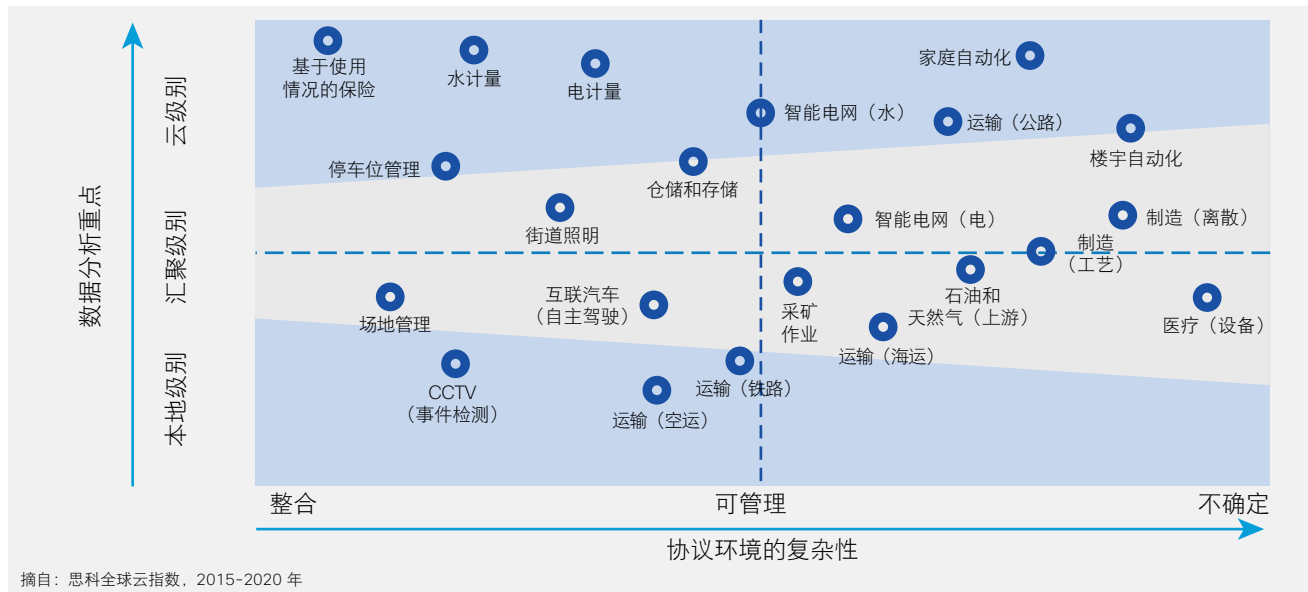 基于使用
情况的保险
水计量
电计量
家庭自动化
智能电网（水）
运输（公路）
楼宇自动化
停车位管理
仓储和存储
街道照明
智能电网（电）
制造（离散）
制造
（工艺）
场地管理
互联汽车
（自主驾驶）
采矿
作业
石油和
天然气（上游）
医疗（设备）
运输（海运）
CCTV
（事件检测）
运输（铁路）
运输（空运）
数据分析重点
云级别
汇聚级别
本地级别
整合
可管理
不确定
协议环境的复杂性
摘自：思科全球云指数，2015-2020 年